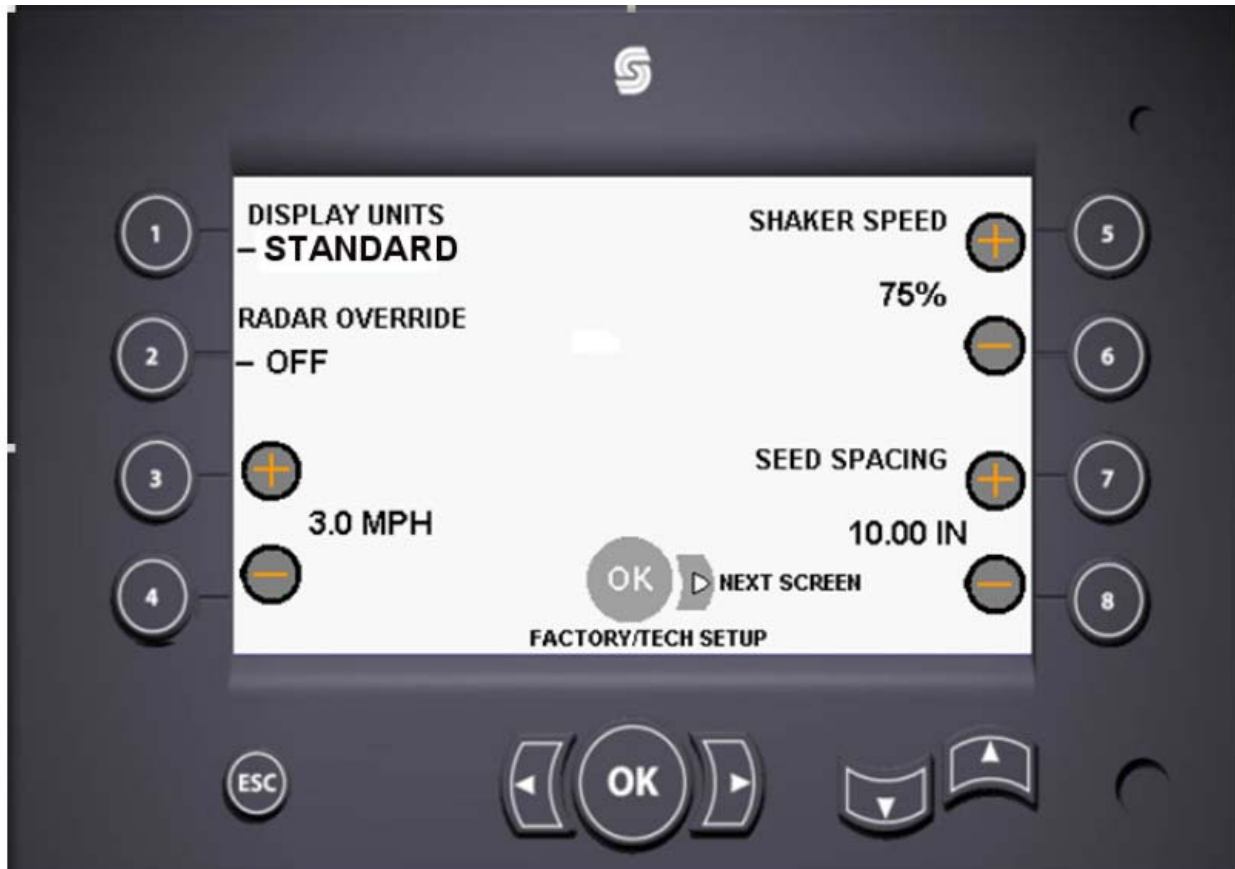 1
DISPLAY UNITS
– STANDARD
2
RADAR OVERRIDE
– OFF
3
3.0 MPH
4
SHAKER SPEED
5
75%
6
SEED SPACING
7
10.00 IN
8
OK NEXT SCREEN
FACTORY/TECH SETUP
ESC
OK